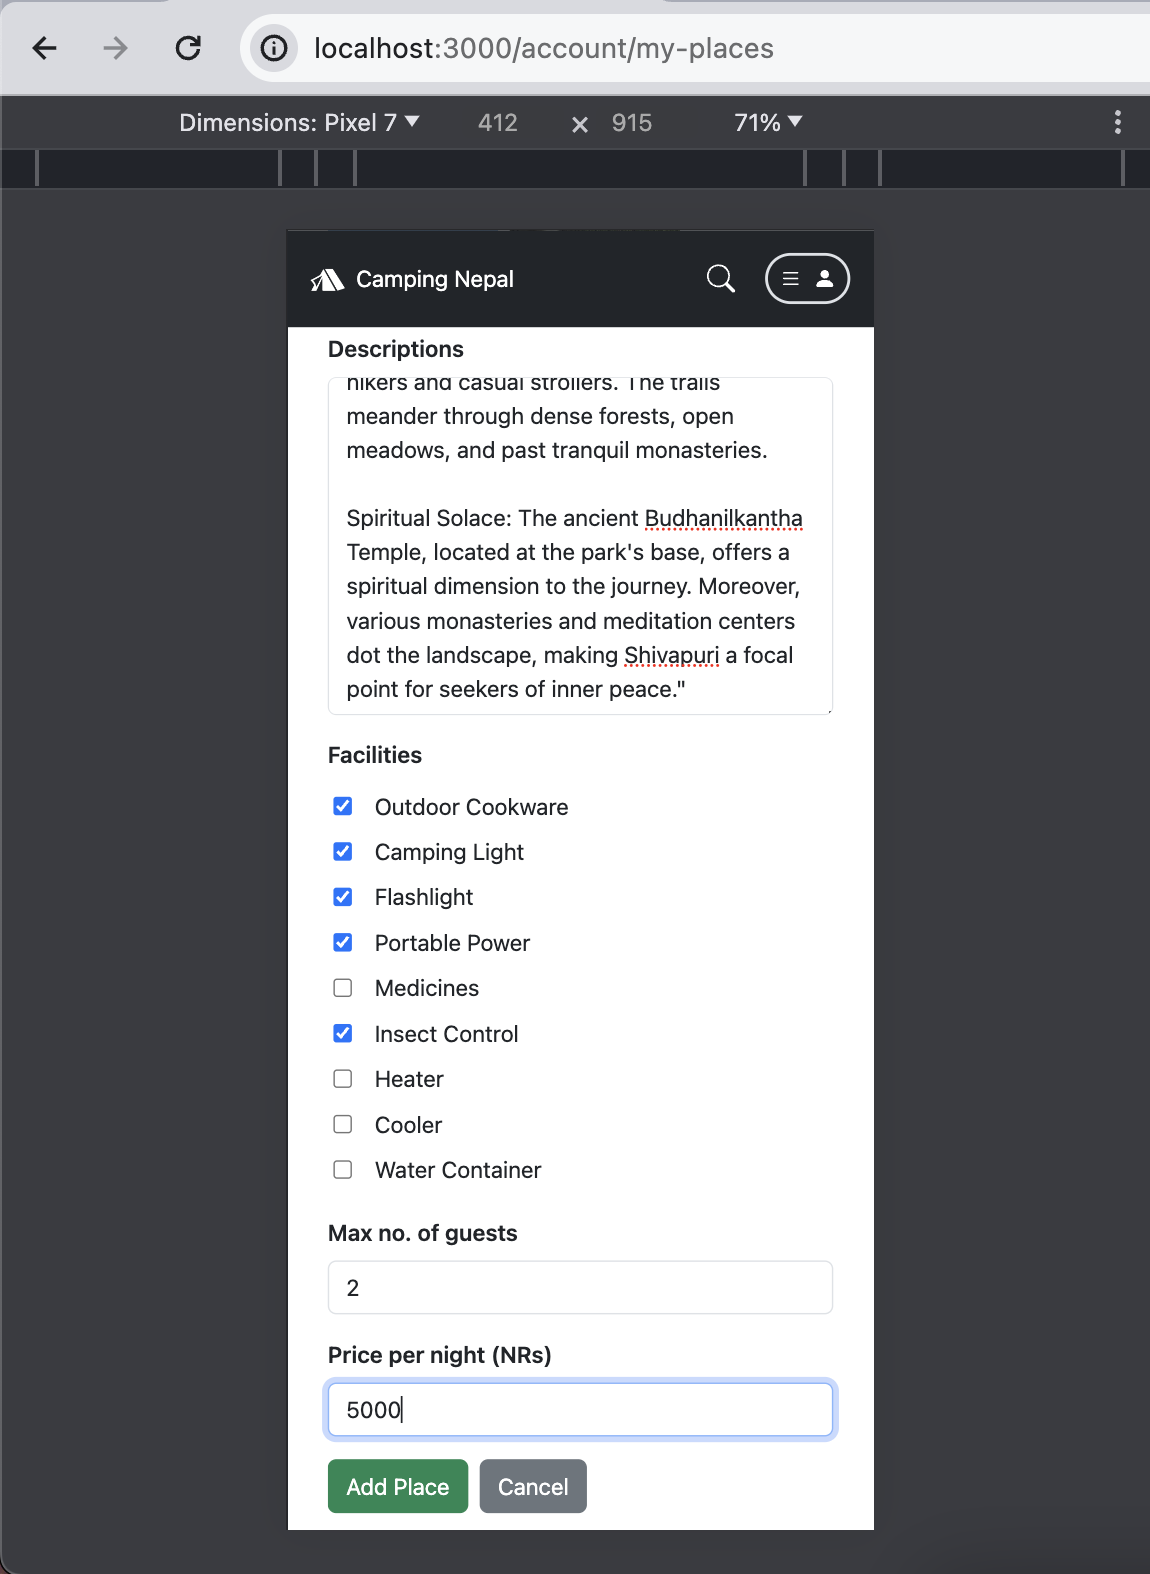 localhost:3000/account/my-places
Dimensions: Pixel 7 412 × 915 71%
Camping Nepal
Descriptions
hikers and casual strollers. The trails
meander through dense forests, open
meadows, and past tranquil monasteries.
Spiritual Solace: The ancient Budhanilkantha
Temple, located at the park's base, offers a
spiritual dimension to the journey. Moreover,
various monasteries and meditation centers
dot the landscape, making Shivapuri a focal
point for seekers of inner peace."
Facilities
Outdoor Cookware
Camping Light
Flashlight
Portable Power
Medicines
Insect Control
Heater
Cooler
Water Container
Max no. of guests
2
Price per night (NRs)
5000
Add Place Cancel